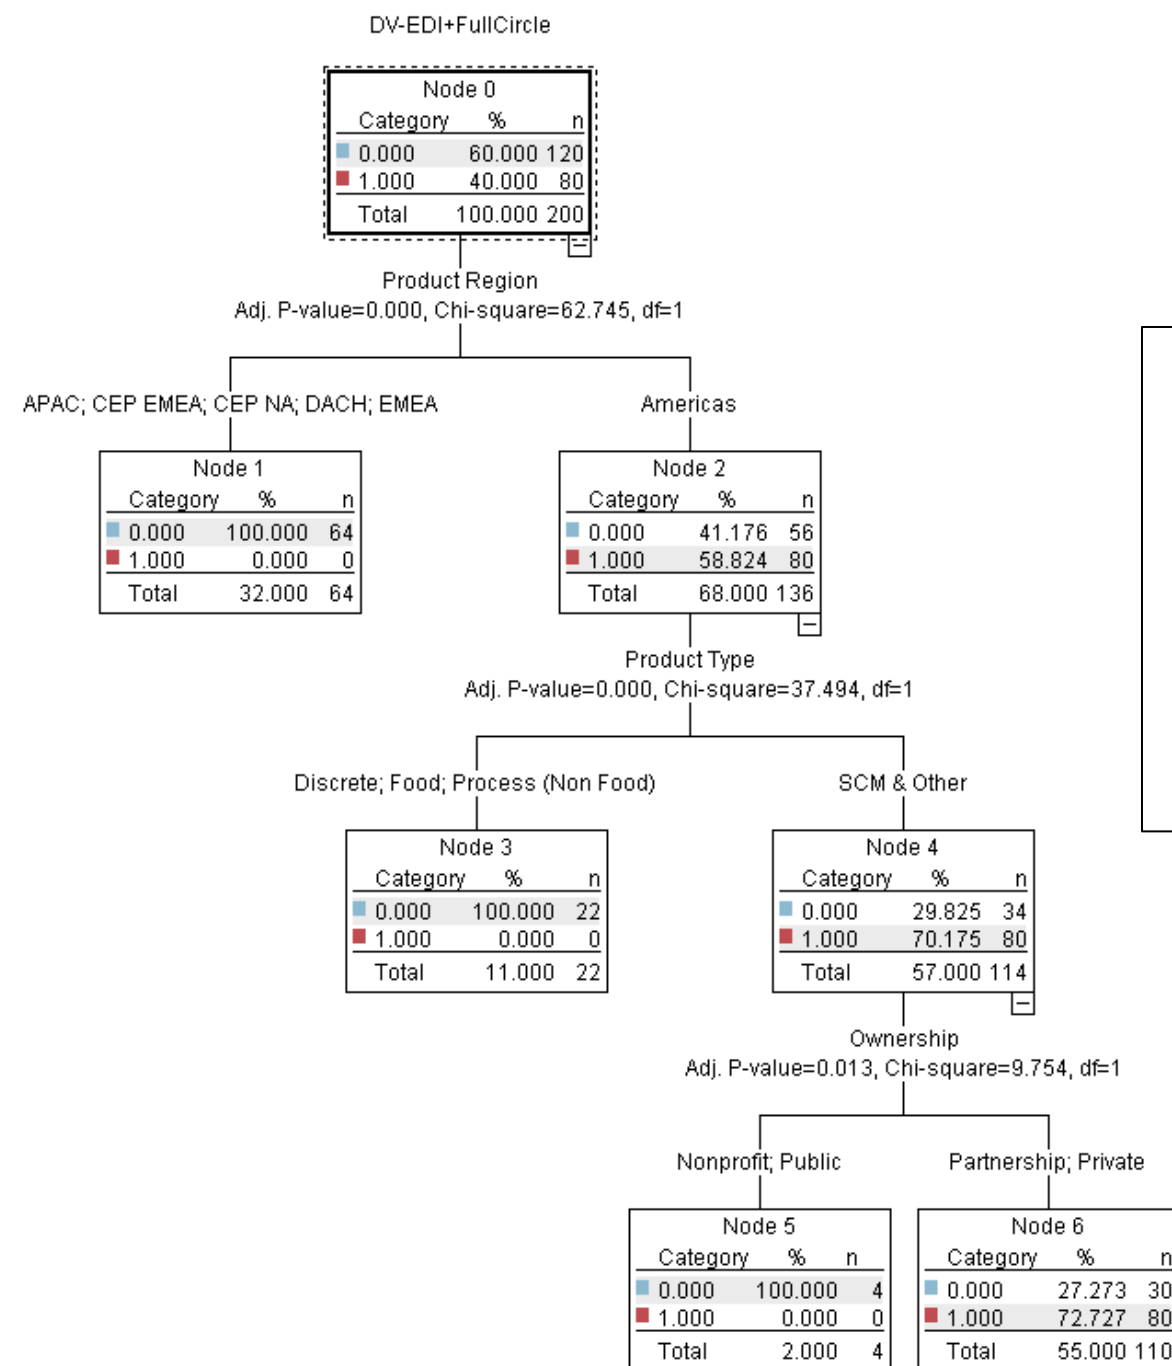 DV-EDI+FullCircle
Node 0
Category % n
0.000 60.000 120
1.000 40.000 80
Total 100.000 200
Product Region
Adj. P-value=0.000, Chi-square=62.745, df=1
APAC; CEP EMEA; CEP NA; DACH; EMEA
Americas
Node 1
Category % n
0.000 100.000 64
1.000 0.000 0
Total 32.000 64
Node 2
Category % n
0.000 41.176 56
1.000 58.824 80
Total 68.000 136
Product Type
Adj. P-value=0.000, Chi-square=37.494, df=1
Discrete; Food; Process (Non Food)
SCM & Other
Node 3
Category % n
0.000 100.000 22
1.000 0.000 0
Total 11.000 22
Node 4
Category % n
0.000 29.825 34
1.000 70.175 80
Total 57.000 114
Ownership
Adj. P-value=0.013, Chi-square=9.754, df=1
Nonprofit; Public
Partnership; Private
Node 5
Category % n
0.000 100.000 4
1.000 0.000 0
Total 2.000 4
Node 6
Category % n
0.000 27.273 30
1.000 72.727 80
Total 55.000 110